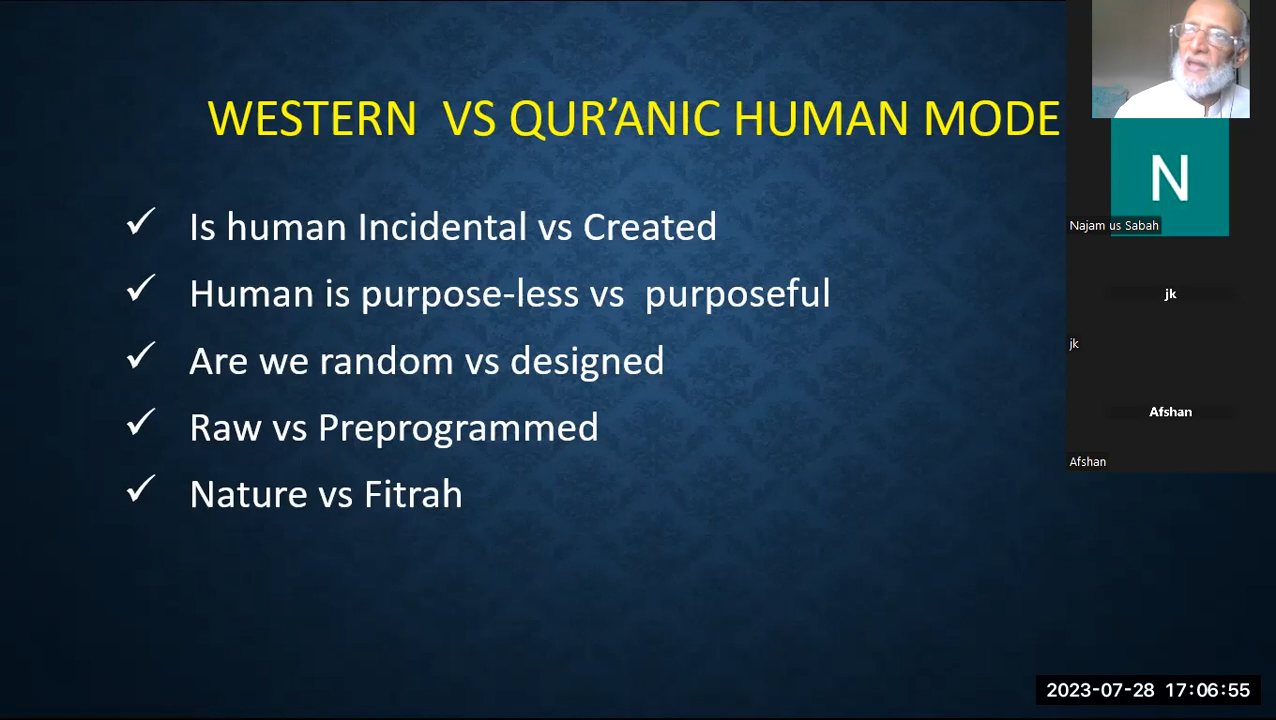 WESTERN VS QUR’ANIC HUMAN MODE
✓ Is human Incidental vs Created
✓ Human is purpose-less vs purposeful
✓ Are we random vs designed
✓ Raw vs Preprogrammed
✓ Nature vs Fitrah
N
Najam us Sabah
jk
jk
Afshan
Afshan
2023-07-28 17:06:55